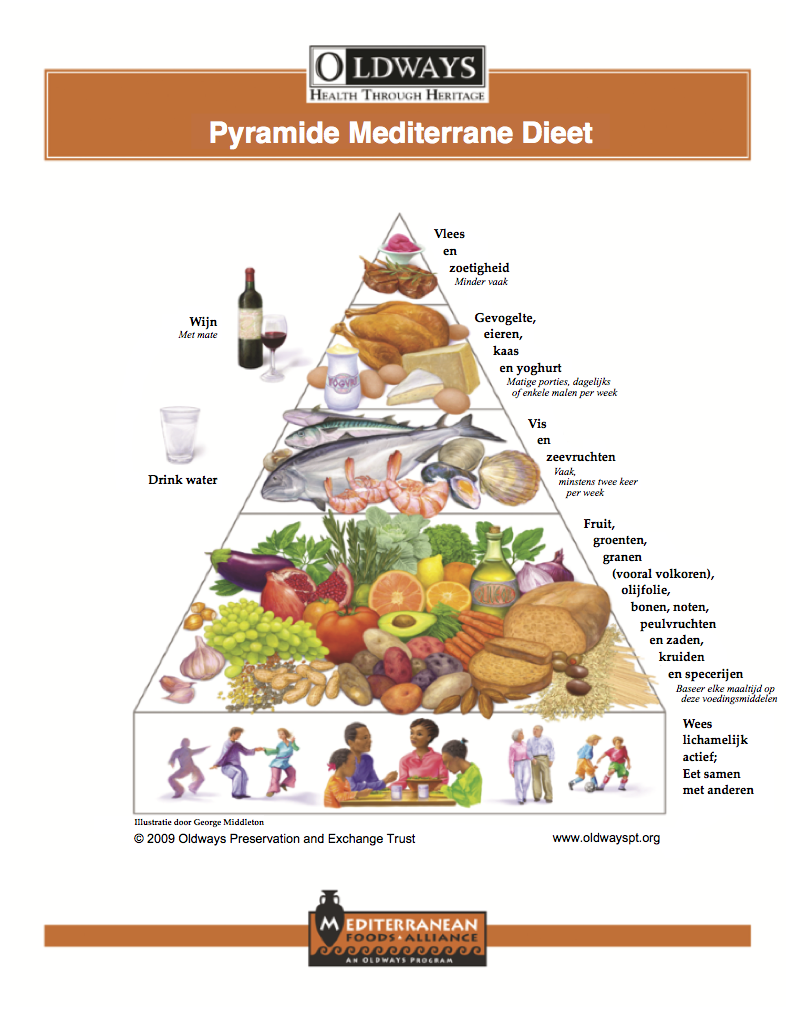 OLDWAYS
HEALTH THROUGH HERITAGE
Pyramide Mediterrane Dieet
Vlees
en
zoetigheid
Minder vaak
Wijn
Met mate
Gevogelte,
eieren,
kaas
en yoghurt
Matige porties, dagelijks
of enkele malen per week
YOGURT
Drink water
Vis
en
zeevruchten
Vaak,
minstens twee keer
per week
Fruit,
groenten,
granen
(vooral volkoren),
olijfolie,
bonen, noten,
peulvruchten
en zaden,
kruiden
en specerijen
Baseer elke maaltijd op
deze voedingsmiddelen
Wees
lichamelijk
actief;
Eet samen
met anderen
Illustratie door George Middleton
© 2009 Oldways Preservation and Exchange Trust
www.oldwayspt.org
MEDITERRANEAN
FOODS • ALLIANCE
AN OLDWAYS PROGRAM